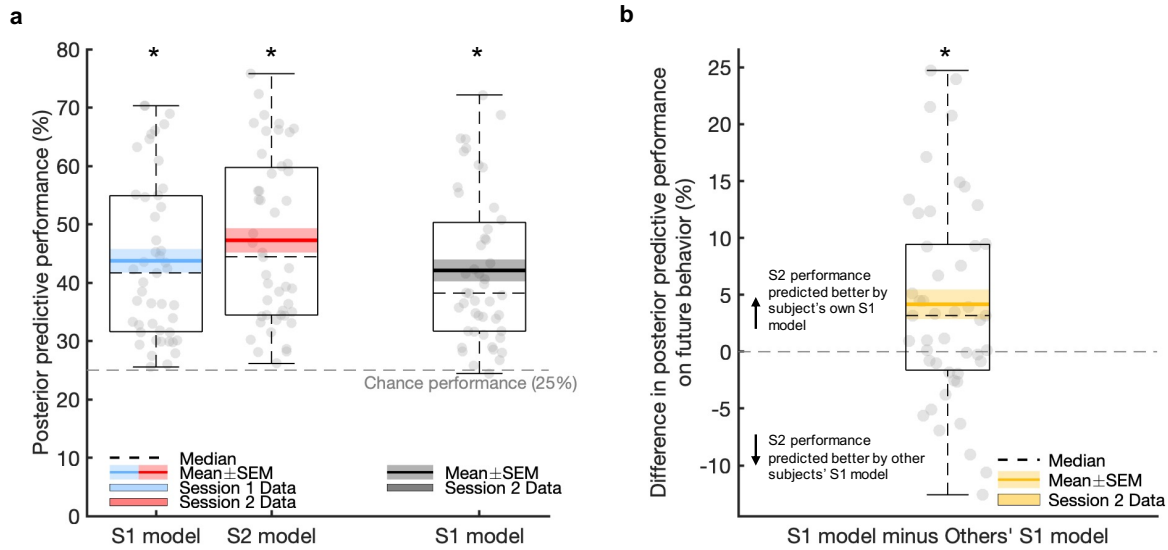 a
Posterior predictive performance (%)
80
70
60
50
40
30
20
10
0
*
*
*
Chance performance (25%)
Median
Mean±SEM
Session 1 Data
Session 2 Data
Mean±SEM
Session 2 Data
S1 model
S2 model
S1 model
b
Difference in posterior predictive performance
on future behavior (%)
25
20
15
10
5
0
-5
-10
*
S2 performance
predicted better by
subject's own S1
model
S2 performance
predicted better by other
subjects' S1 model
Median
Mean±SEM
Session 2 Data
S1 model minus Others' S1 model